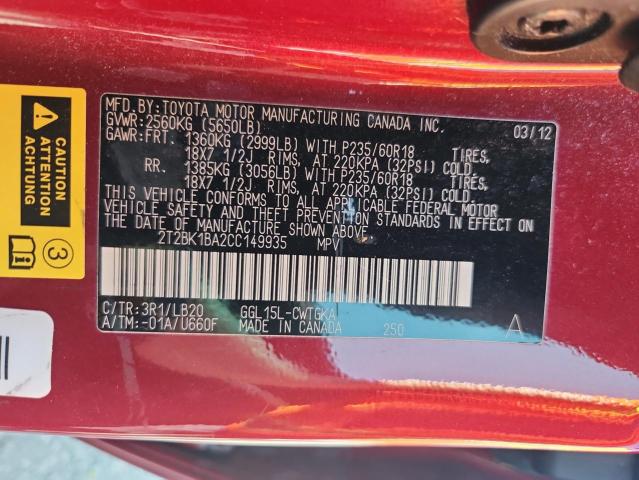 MFD. BY: TOYOTA MOTOR MANUFACTURING CANADA INC.
03/12
GVWR: 2560KG (5650LB)
GAWR: FRT. 1360KG (2999LB) WITH P235/60R18 TIRES,
18X7 1/2J RIMS, AT 220KPA (32PSI) COLD.
RR. 1385KG (3056LB) WITH P235/60R18 TIRES,
18X7 1/2J RIMS, AT 220KPA (32PSI) COLD.
THIS VEHICLE CONFORMS TO ALL APPLICABLE FEDERAL MOTOR
VEHICLE SAFETY AND THEFT PREVENTION STANDARDS IN EFFECT ON
THE DATE OF MANUFACTURE SHOWN ABOVE
2T2BK1BA2CC149935 MPV
C/TR: 3R1/LB20 GGL15L-CWTGKA
A/TM:-01A/U660F MADE IN CANADA 250 A
CAUTION
ATTENTION
ACHTUNG
3